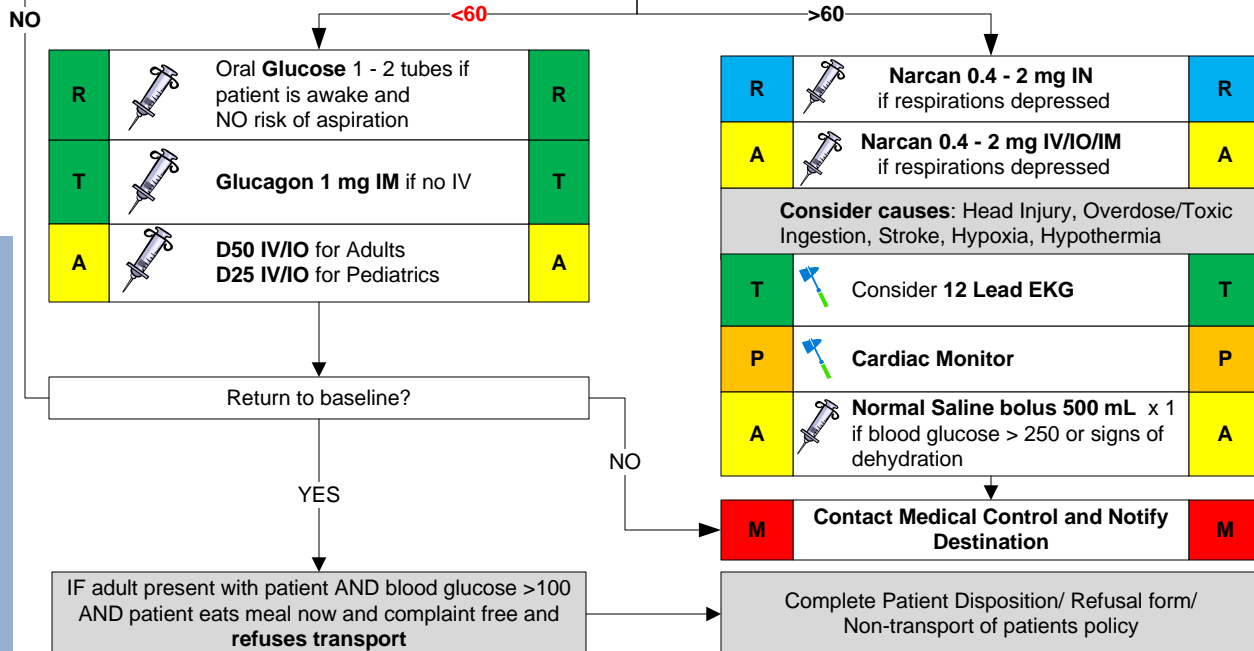 NO
<60
>60
R
Oral Glucose 1 - 2 tubes if
patient is awake and
NO risk of aspiration
R
T
Glucagon 1 mg IM if no IV
T
A
D50 IV/IO for Adults
D25 IV/IO for Pediatrics
A
Return to baseline?
YES
NO
IF adult present with patient AND blood glucose >100
AND patient eats meal now and complaint free and
refuses transport
R
Narcan 0.4 - 2 mg IN
if respirations depressed
R
A
Narcan 0.4 - 2 mg IV/IO/IM
if respirations depressed
A
Consider causes: Head Injury, Overdose/Toxic
Ingestion, Stroke, Hypoxia, Hypothermia
T
Consider 12 Lead EKG
T
P
Cardiac Monitor
P
A
Normal Saline bolus 500 mL x 1
if blood glucose > 250 or signs of
dehydration
A
M
Contact Medical Control and Notify
Destination
M
Complete Patient Disposition/ Refusal form/
Non-transport of patients policy